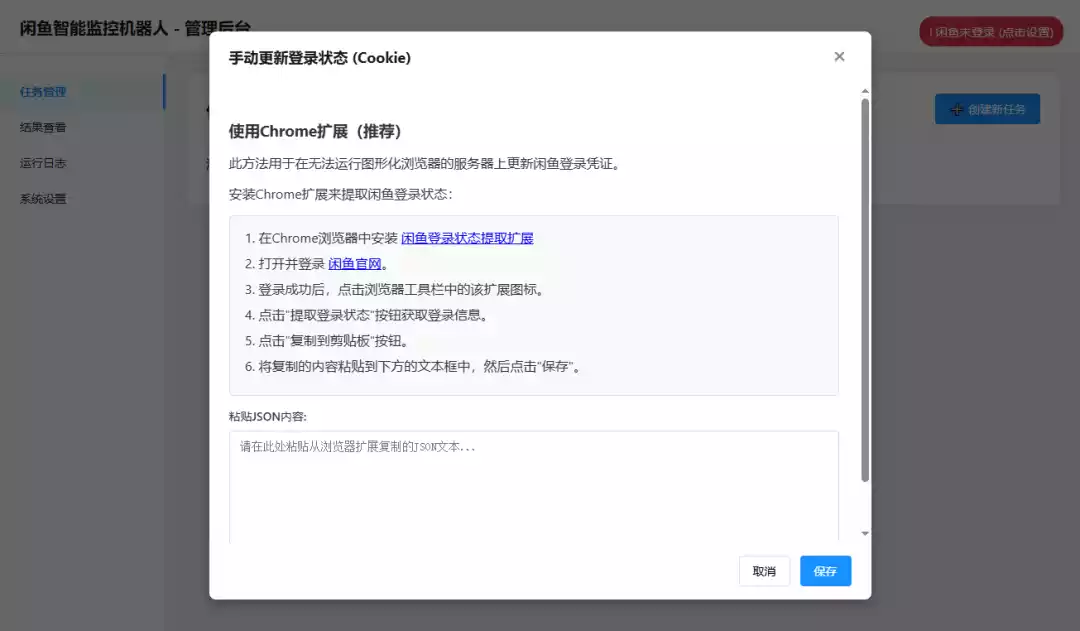 闲鱼智能监控机器人 - 管理后台
! 闲鱼未登录 (点击设置)
手动更新登录状态 (Cookie)
任务管理
结果查看
运行日志
系统设置
创建新任务
使用Chrome扩展（推荐）
此方法用于在无法运行图形化浏览器的服务器上更新闲鱼登录凭证。
安装Chrome扩展来提取闲鱼登录状态：
1. 在Chrome浏览器中安装 闲鱼登录状态提取扩展
2. 打开并登录 闲鱼官网。
3. 登录成功后，点击浏览器工具栏中的该扩展图标。
4. 点击"提取登录状态"按钮获取登录信息。
5. 点击"复制到剪贴板"按钮。
6. 将复制的内容粘贴到下方的文本框中，然后点击"保存"。
粘贴JSON内容:
请在此处粘贴从浏览器扩展复制的JSON文本...
取消
保存